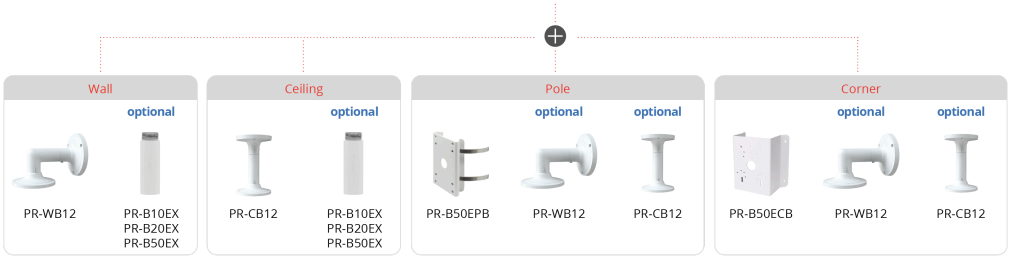 Wall
optional
PR-WB12
PR-B10EX
PR-B20EX
PR-B50EX
Ceiling
optional
PR-CB12
PR-B10EX
PR-B20EX
PR-B50EX
Pole
optional
optional
PR-B50EPB
PR-WB12
PR-CB12
Corner
optional
optional
PR-B50ECB
PR-WB12
PR-CB12